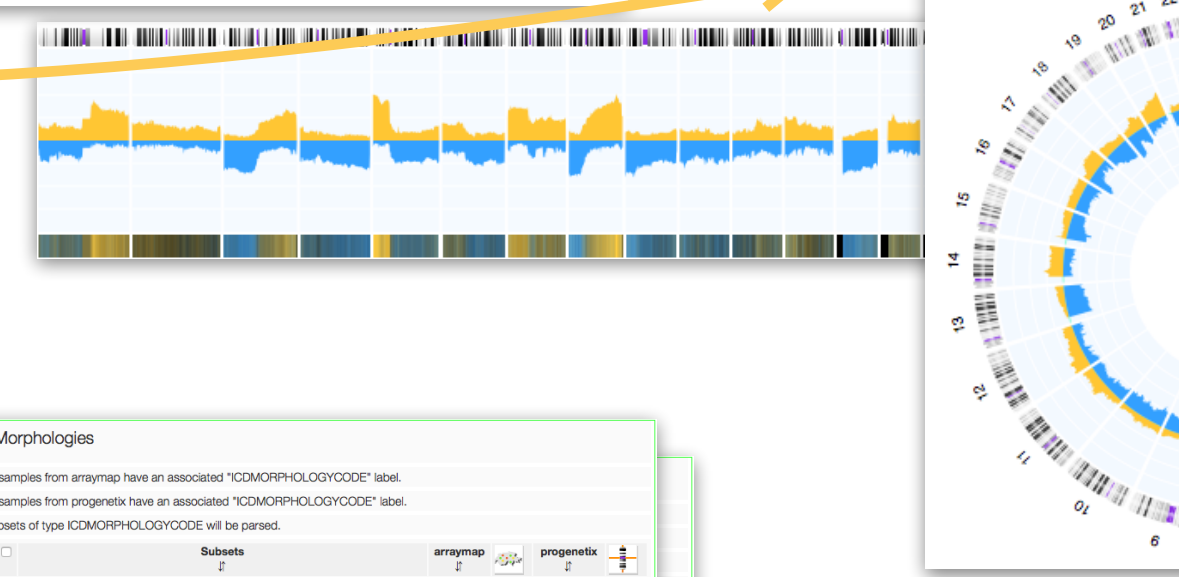 20 21 22
19
18
17
16
15
14
13
12
11
10
9
Morphologies
samples from arraymap have an associated "ICDMORPHOLOGYCODE" label.
samples from progenetix have an associated "ICDMORPHOLOGYCODE" label.
of type ICDMORPHOLOGYCODE will be parsed.
Subsets arraymap progenetix